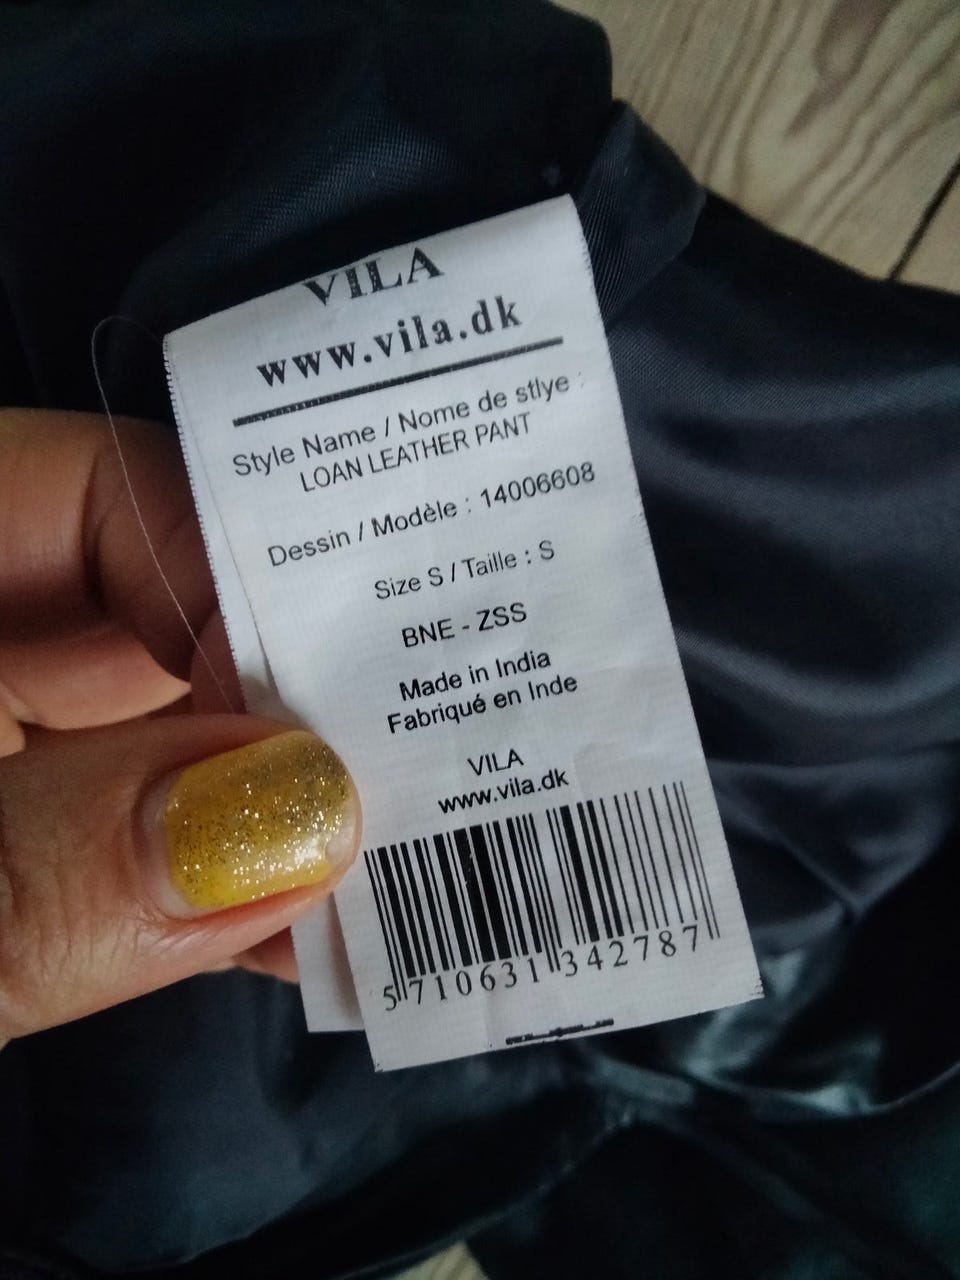 VILA
www.vila.dk
Style Name / Nome de stlye :
LOAN LEATHER PANT
Dessin / Modèle : 14006608
Size S / Taille : S
BNE - ZSS
Made in India
Fabriqué en Inde
VILA
www.vila.dk
5710631342787